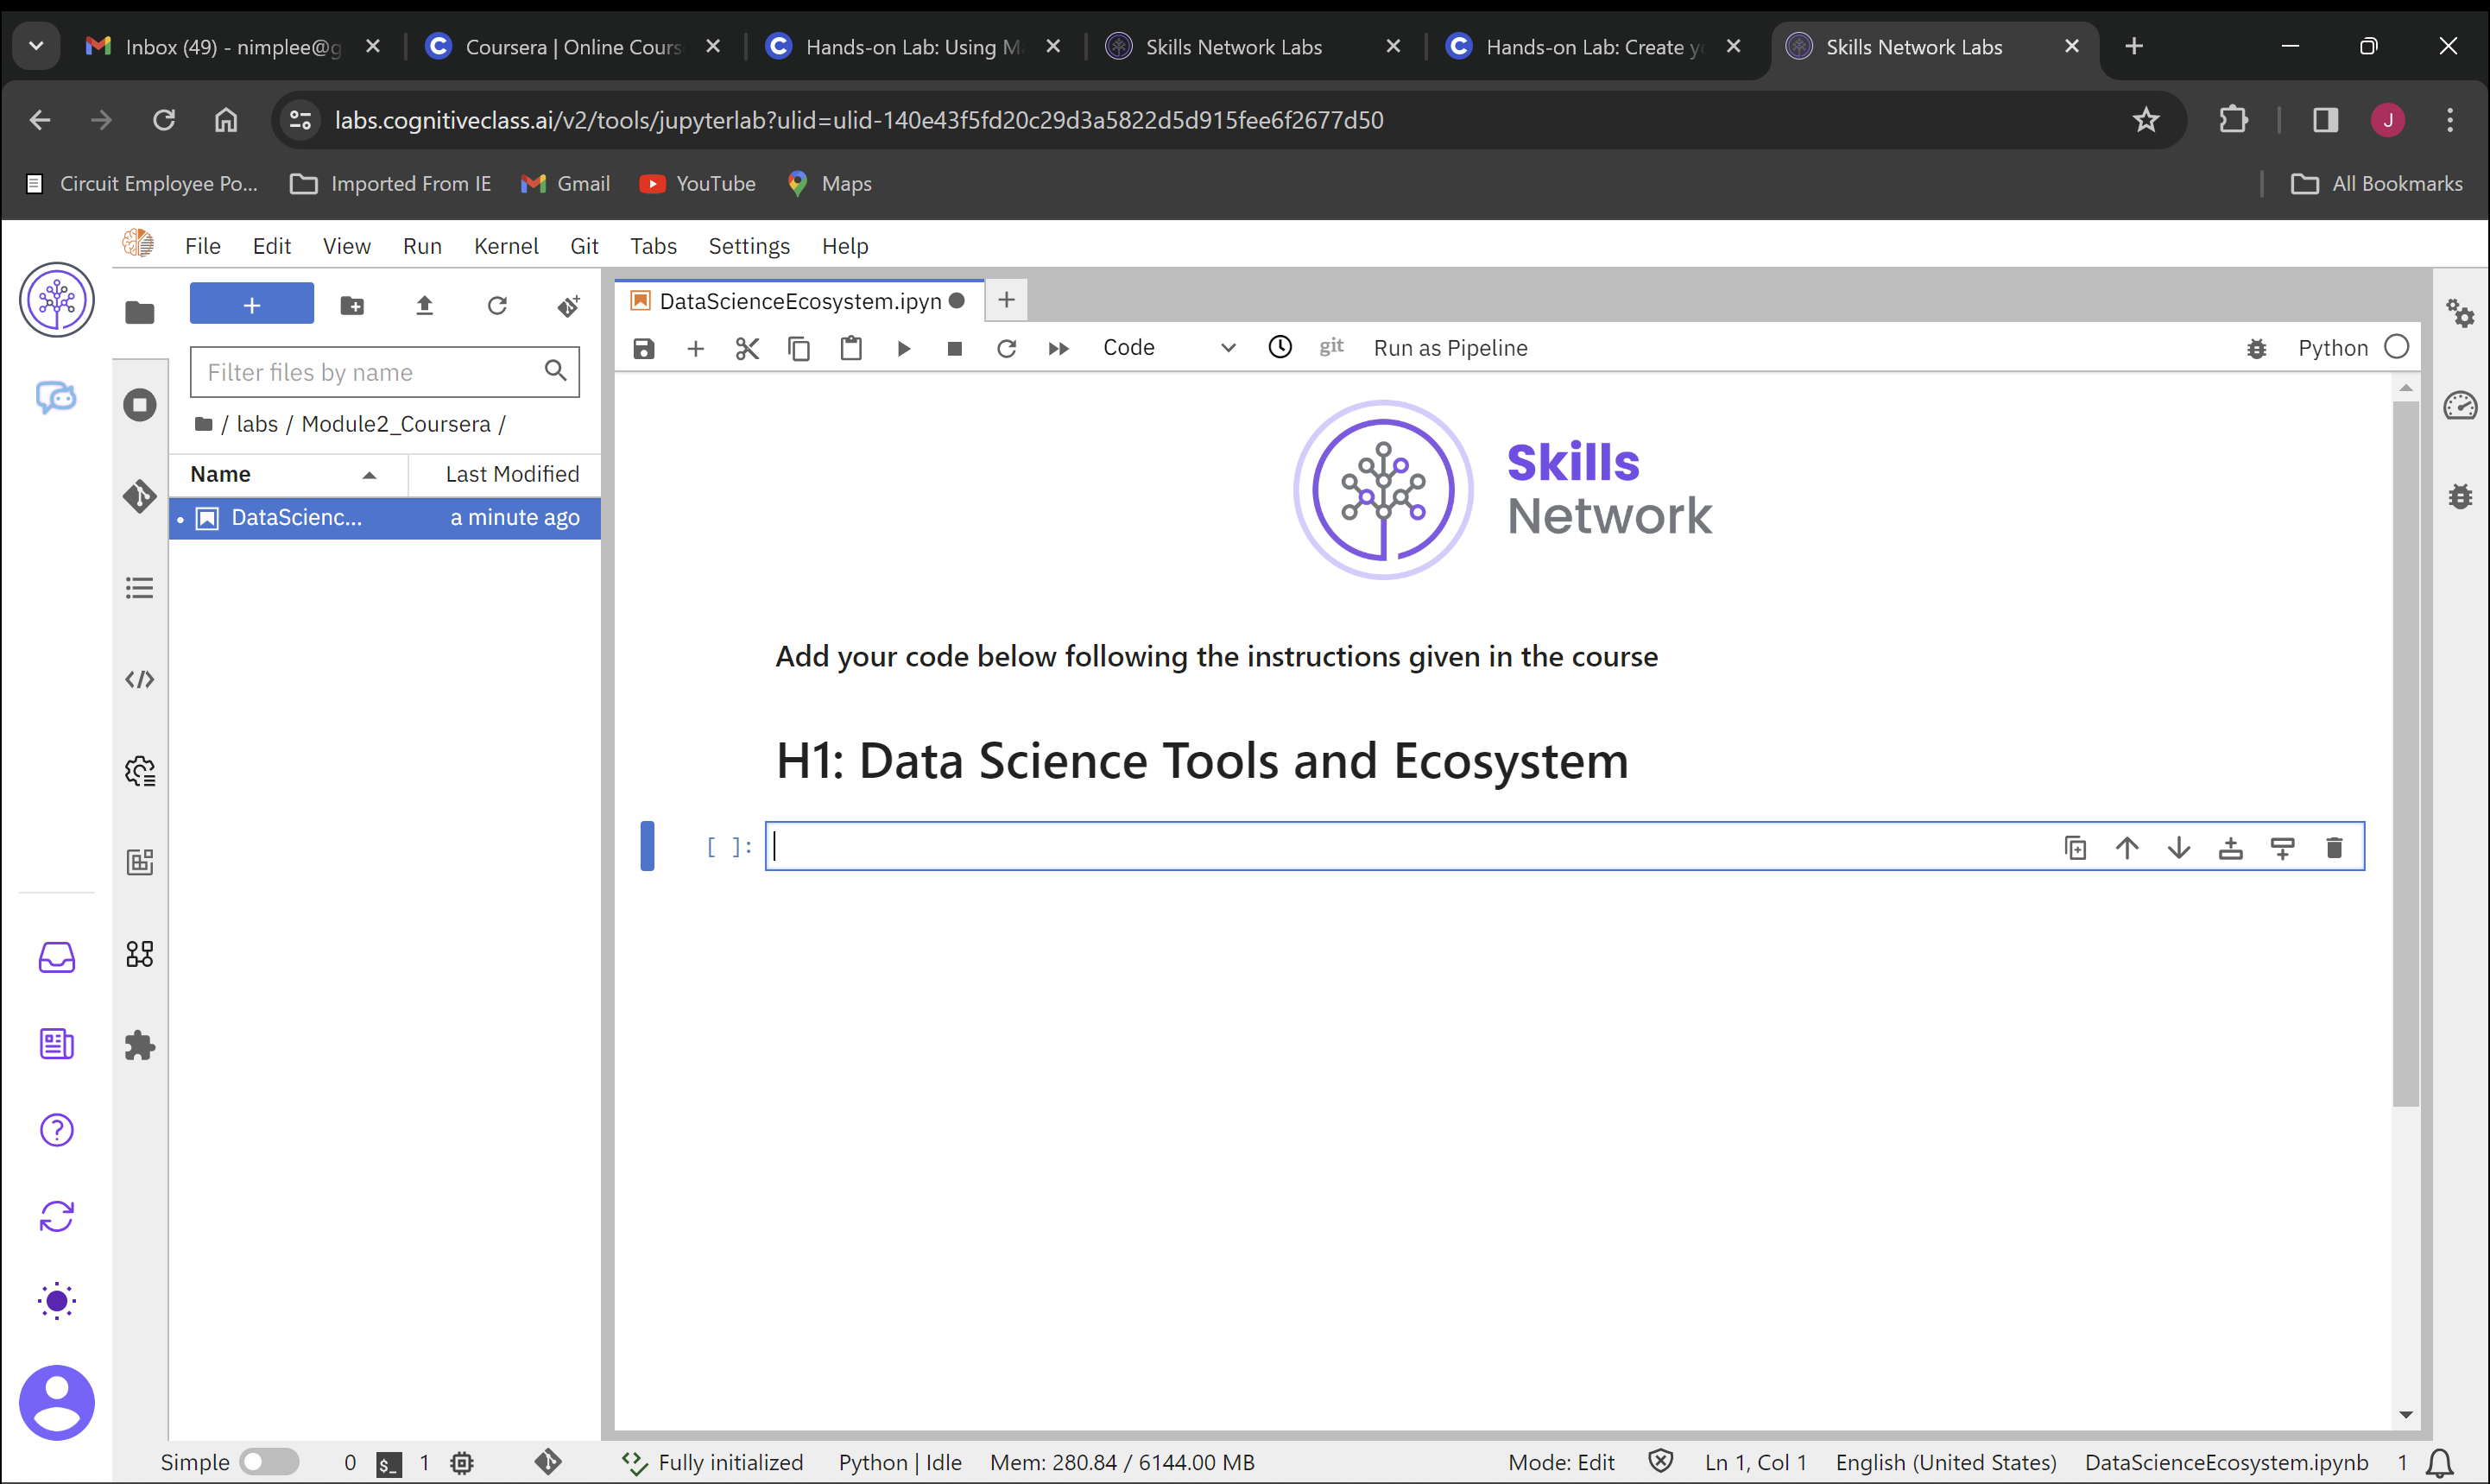 Inbox (49) - nimplee@g
Coursera | Online Cours
Hands-on Lab: Using M
Skills Network Labs
Hands-on Lab: Create y
Skills Network Labs
labs.cognitiveclass.ai/v2/tools/jupyterlab?ulid=ulid-140e43f5fd20c29d3a5822d5d915fee6f2677d50
J
Circuit Employee Po...
Imported From IE
Gmail
YouTube
Maps
All Bookmarks
File Edit View Run Kernel Git Tabs Settings Help
DataScienceEcosystem.ipyn
Code
git
Run as Pipeline
Python
Filter files by name
/ labs / Module2_Coursera /
Name
Last Modified
DataScienc...
a minute ago
Skills
Network
Add your code below following the instructions given in the course
H1: Data Science Tools and Ecosystem
[ ]:
Simple
0
$_
1
Fully initialized
Python | Idle
Mem: 280.84 / 6144.00 MB
Mode: Edit
Ln 1, Col 1
English (United States)
DataScienceEcosystem.ipynb
1